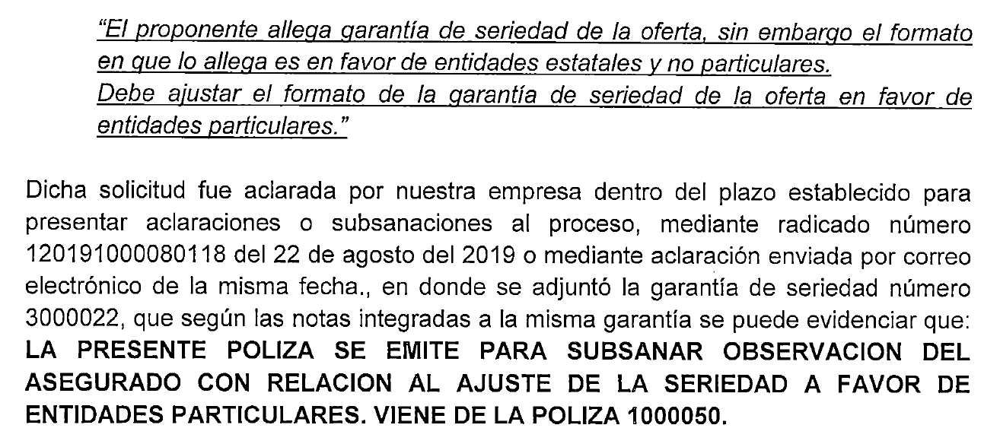 “El proponente allega garantía de seriedad de la oferta, sin embargo el formato
en que lo allega es en favor de entidades estatales y no particulares.
Debe ajustar el formato de la garantía de seriedad de la oferta en favor de
entidades particulares.”
Dicha solicitud fue aclarada por nuestra empresa dentro del plazo establecido para
presentar aclaraciones o subsanaciones al proceso, mediante radicado número
120191000080118 del 22 de agosto del 2019 o mediante aclaración enviada por correo
electrónico de la misma fecha., en donde se adjuntó la garantía de seriedad número
3000022, que según las notas integradas a la misma garantía se puede evidenciar que:
LA PRESENTE POLIZA SE EMITE PARA SUBSANAR OBSERVACION DEL
ASEGURADO CON RELACION AL AJUSTE DE LA SERIEDAD A FAVOR DE
ENTIDADES PARTICULARES. VIENE DE LA POLIZA 1000050.